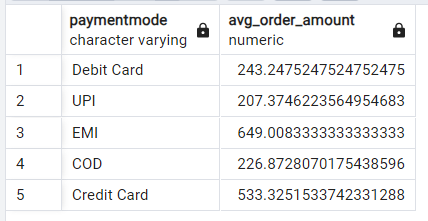 paymentmode avg_order_amount
character varying numeric
1 Debit Card 243.2475247524752475
2 UPI 207.3746223564954683
3 EMI 649.0083333333333333
4 COD 226.8728070175438596
5 Credit Card 533.3251533742331288